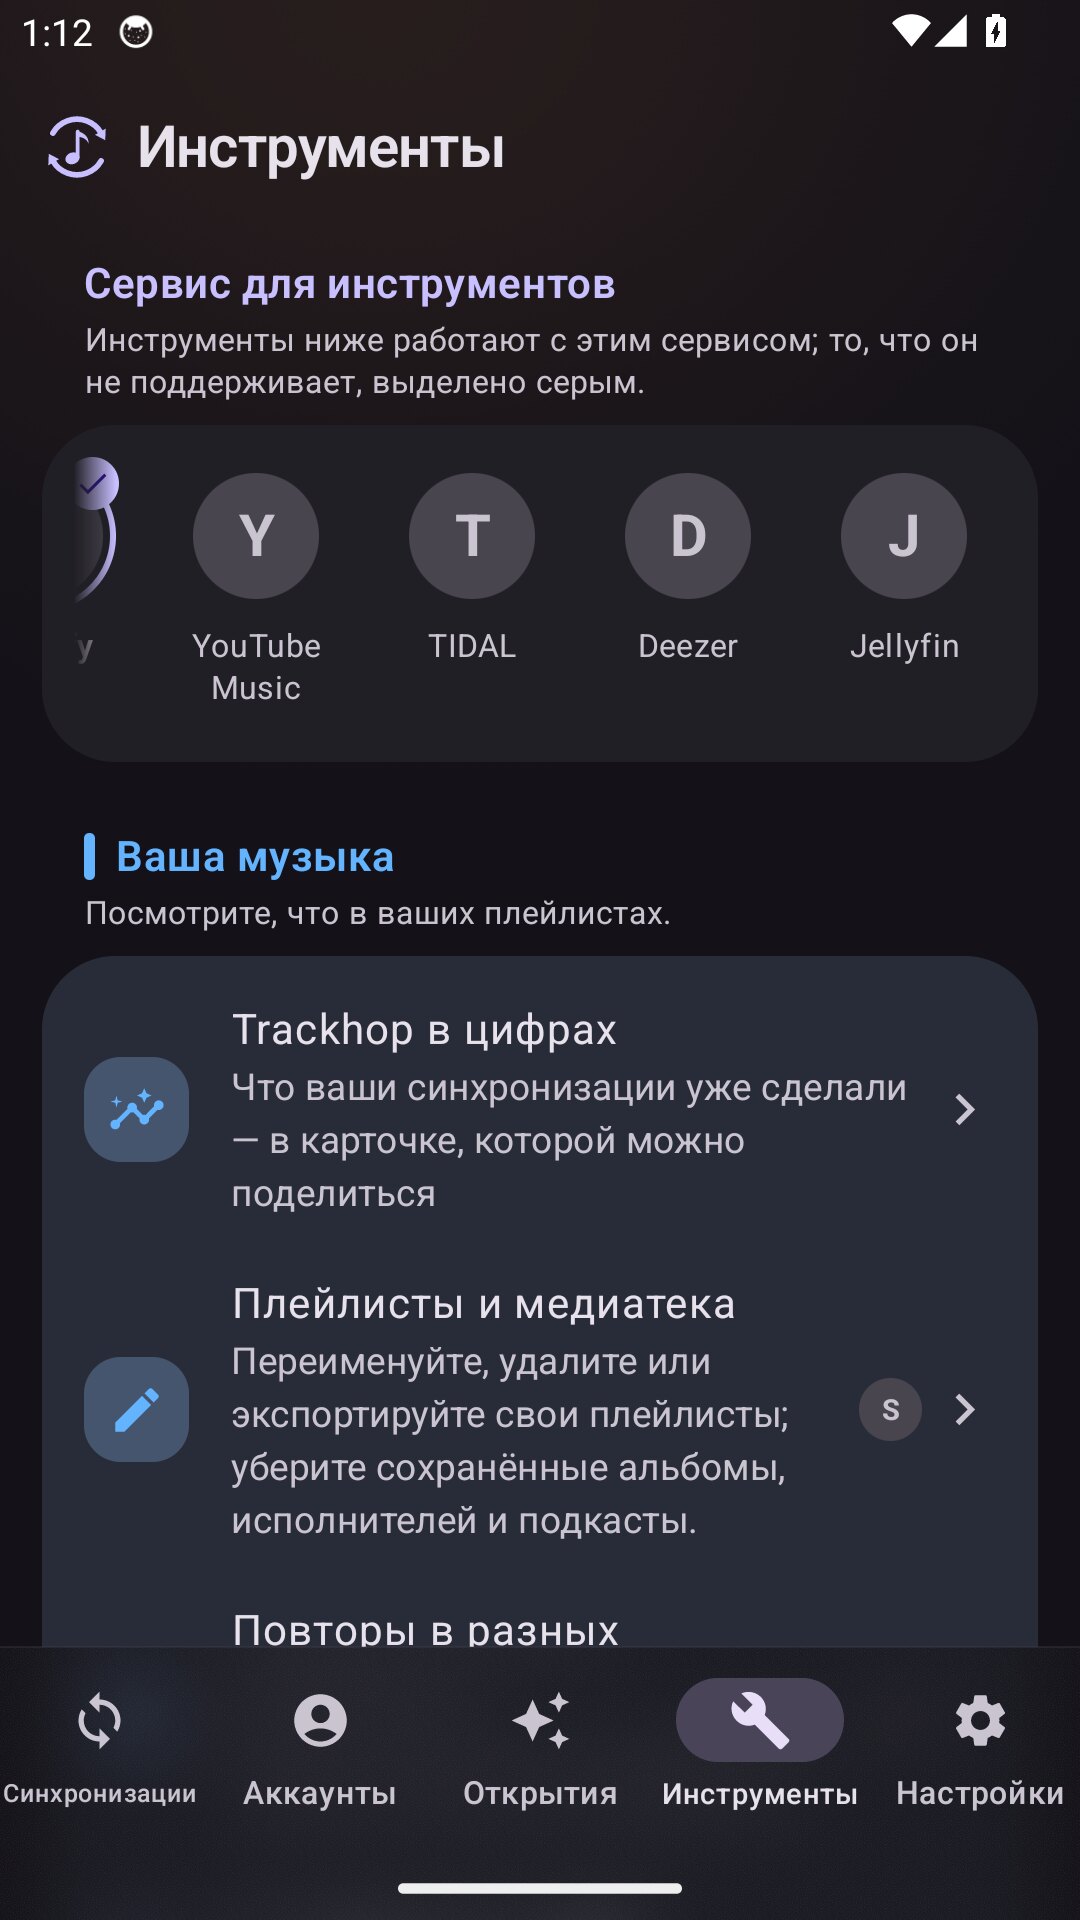 1:12
Инструменты
Сервис для инструментов
Инструменты ниже работают с этим сервисом; то, что он
не поддерживает, выделено серым.
y
Y
T
D
J
YouTube
Music
TIDAL
Deezer
Jellyfin
Ваша музыка
Посмотрите, что в ваших плейлистах.
Trackhop в цифрах
Что ваши синхронизации уже сделали
— в карточке, которой можно
поделиться
Плейлисты и медиатека
Переименуйте, удалите или
экспортируйте свои плейлисты;
уберите сохранённые альбомы,
исполнителей и подкасты.
S
Повторы в разных
Синхронизации
Аккаунты
Открытия
Инструменты
Настройки